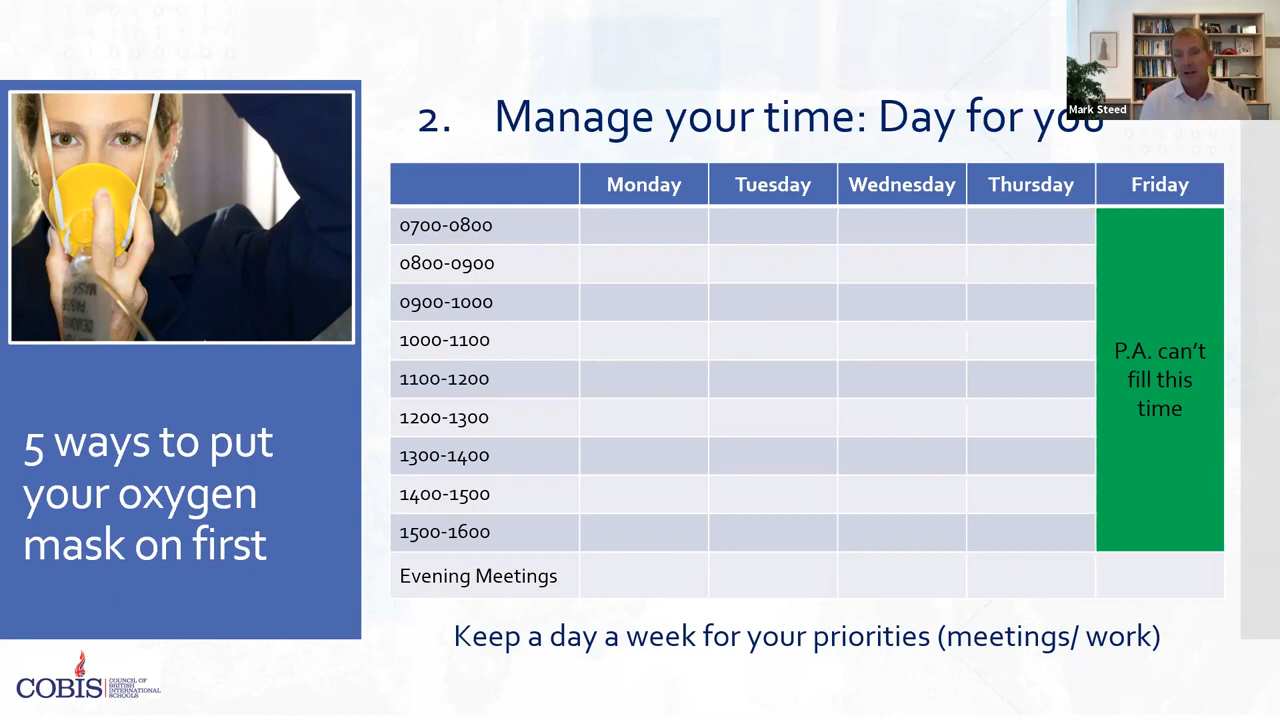 Mark Steed
2. Manage your time: Day for you
Monday Tuesday Wednesday Thursday Friday
0700-0800
0800-0900
0900-1000
1000-1100
1100-1200
1200-1300
1300-1400
1400-1500
1500-1600
Evening Meetings
P.A. can’t
fill this
time
Keep a day a week for your priorities (meetings/ work)
5 ways to put
your oxygen
mask on first
COBIS
COUNCIL OF
BRITISH
INTERNATIONAL
SCHOOLS